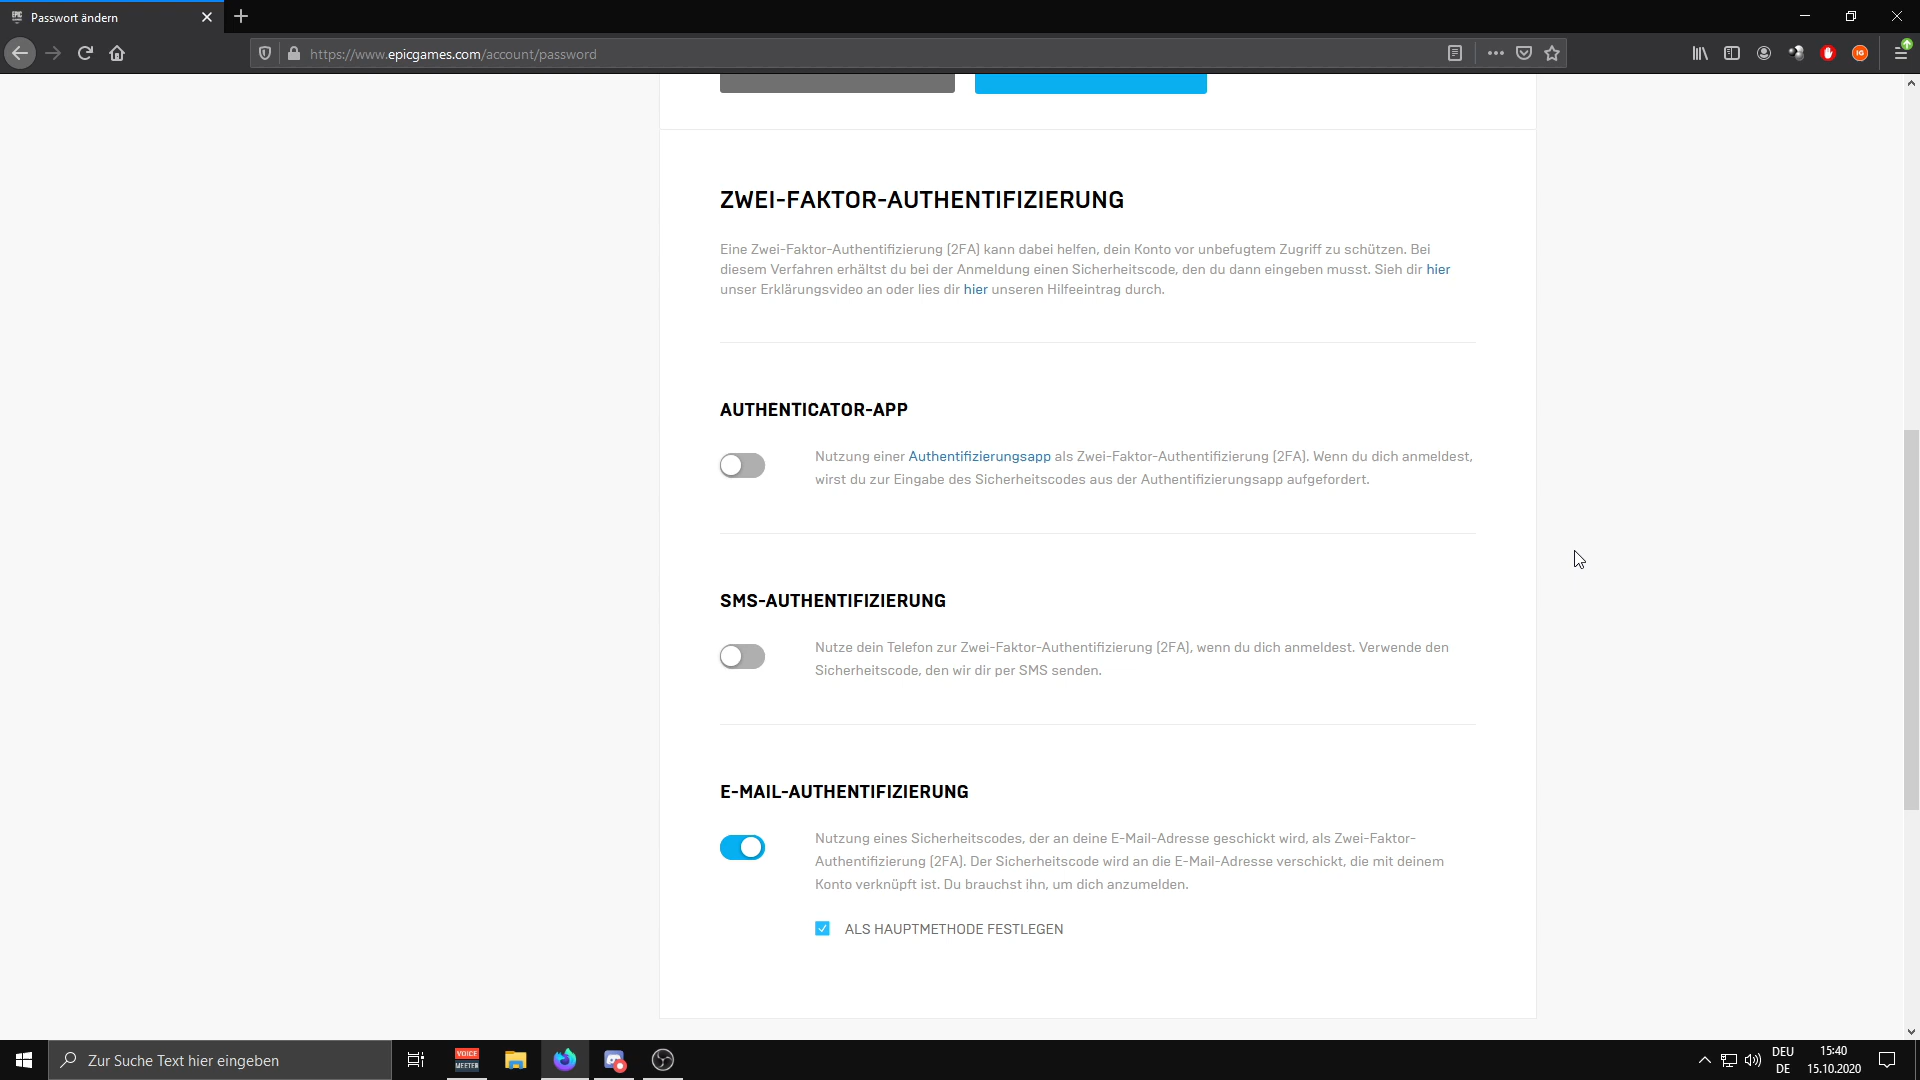 Passwort ändern
https://www.epicgames.com/account/password
ZWEI-FAKTOR-AUTHENTIFIZIERUNG
Eine Zwei-Faktor-Authentifizierung (2FA) kann dabei helfen, dein Konto vor unbefugtem Zugriff zu schützen. Bei
diesem Verfahren erhältst du bei der Anmeldung einen Sicherheitscode, den du dann eingeben musst. Sieh dir hier
unser Erklärungsvideo an oder lies dir hier unseren Hilfeeintrag durch.
AUTHENTICATOR-APP
Nutzung einer Authentifizierungsapp als Zwei-Faktor-Authentifizierung (2FA). Wenn du dich anmeldest,
wirst du zur Eingabe des Sicherheitscodes aus der Authentifizierungsapp aufgefordert.
SMS-AUTHENTIFIZIERUNG
Nutze dein Telefon zur Zwei-Faktor-Authentifizierung (2FA), wenn du dich anmeldest. Verwende den
Sicherheitscode, den wir dir per SMS senden.
E-MAIL-AUTHENTIFIZIERUNG
Nutzung eines Sicherheitscodes, der an deine E-Mail-Adresse geschickt wird, als Zwei-Faktor-
Authentifizierung (2FA). Der Sicherheitscode wird an die E-Mail-Adresse verschickt, die mit deinem
Konto verknüpft ist. Du brauchst ihn, um dich anzumelden.
ALS HAUPTMETHODE FESTLEGEN
Zur Suche Text hier eingeben
VOICE
MEETER
DEU
DE
15:40
15.10.2020